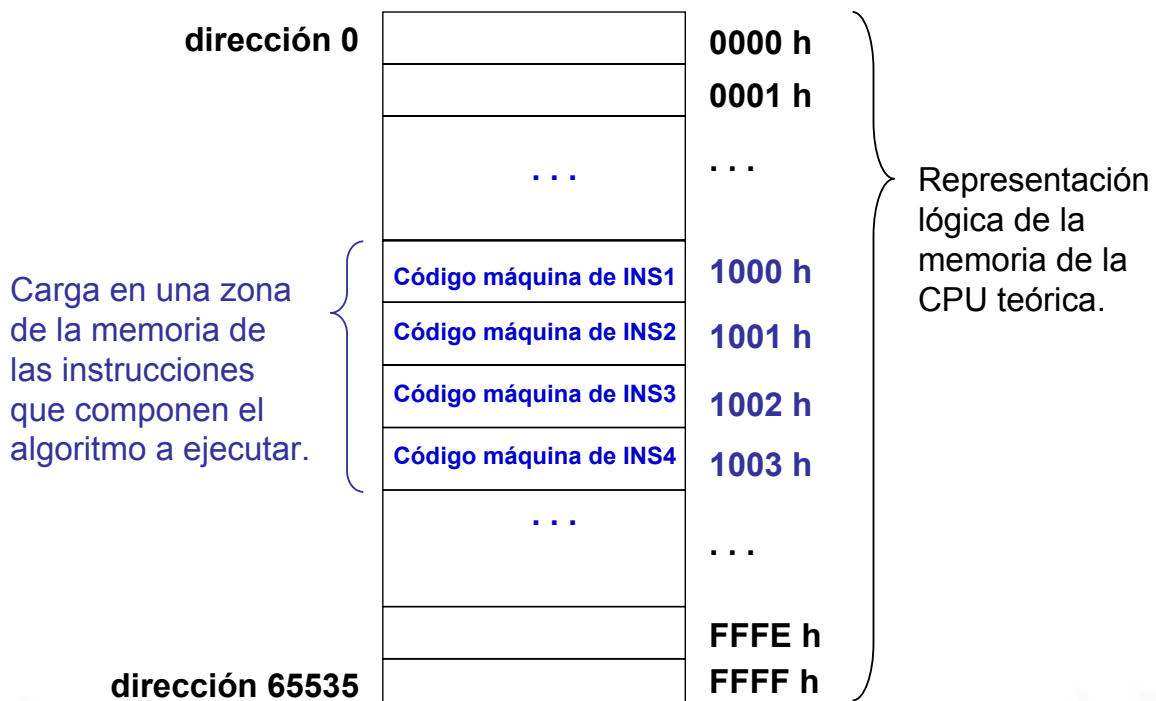 dirección 0
0000 h
0001 h
. . .
. . .
Representación
lógica de la
memoria de la
CPU teórica.
Carga en una zona
de la memoria de
las instrucciones
que componen el
algoritmo a ejecutar.
Código máquina de INS1
1000 h
Código máquina de INS2
1001 h
Código máquina de INS3
1002 h
Código máquina de INS4
1003 h
. . .
. . .
FFFE h
dirección 65535
FFFF h